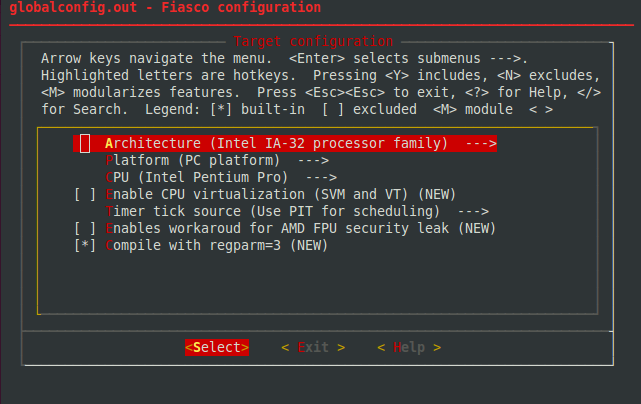 globalconfig.out - Fiasco configuration
Target configuration
Arrow keys navigate the menu.  <Enter> selects submenus --->.
Highlighted letters are hotkeys.  Pressing <Y> includes, <N> excludes,
<M> modularizes features.  Press <Esc><Esc> to exit, <?> for Help, </>
for Search.  Legend: [*] built-in  [ ] excluded  <M> module  < >
Architecture (Intel IA-32 processor family)  --->
Platform (PC platform)  --->
CPU (Intel Pentium Pro)  --->
[ ] Enable CPU virtualization (SVM and VT) (NEW)
Timer tick source (Use PIT for scheduling)  --->
[ ] Enables workaround for AMD FPU security leak (NEW)
[*] Compile with regparm=3 (NEW)
<Select>    < Exit >    < Help >